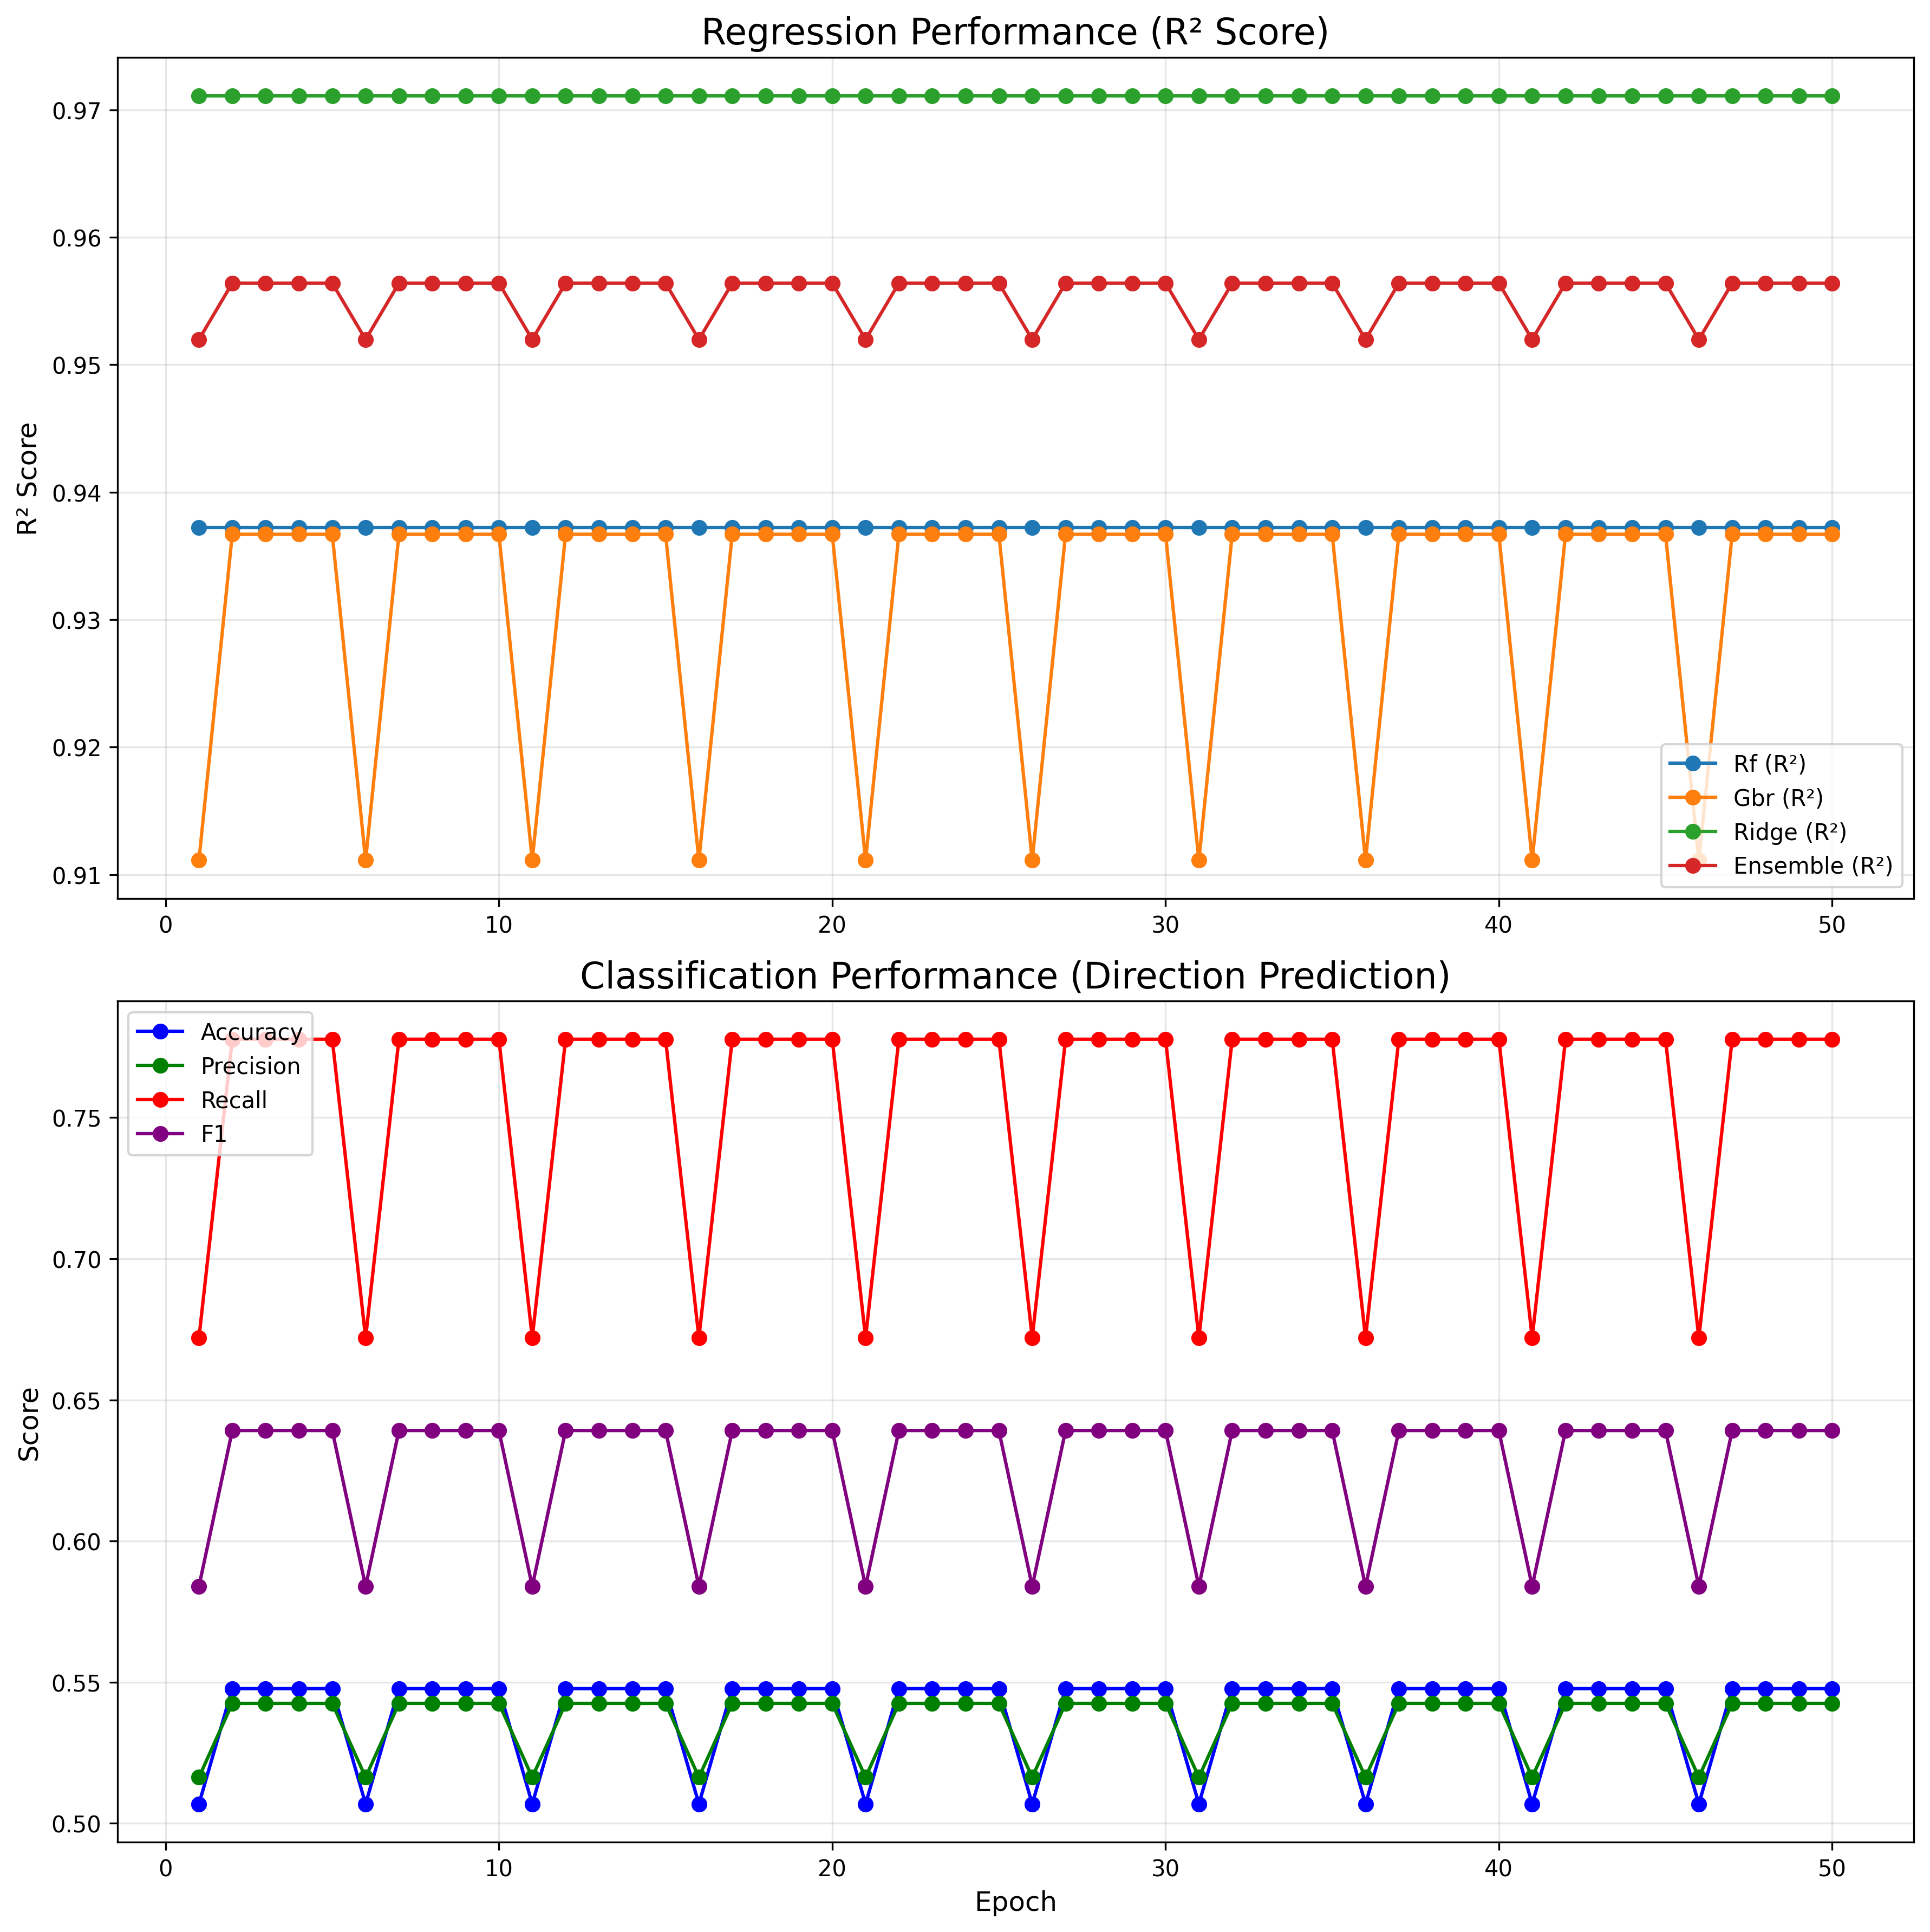 Regression Performance (R² Score)
R² Score
0.97
0.96
0.95
0.94
0.93
0.92
0.91
0 10 20 30 40 50
Rf (R²)
Gbr (R²)
Ridge (R²)
Ensemble (R²)
Classification Performance (Direction Prediction)
Score
0.75
0.70
0.65
0.60
0.55
0.50
0 10 20 30 40 50
Accuracy
Precision
Recall
F1
Epoch